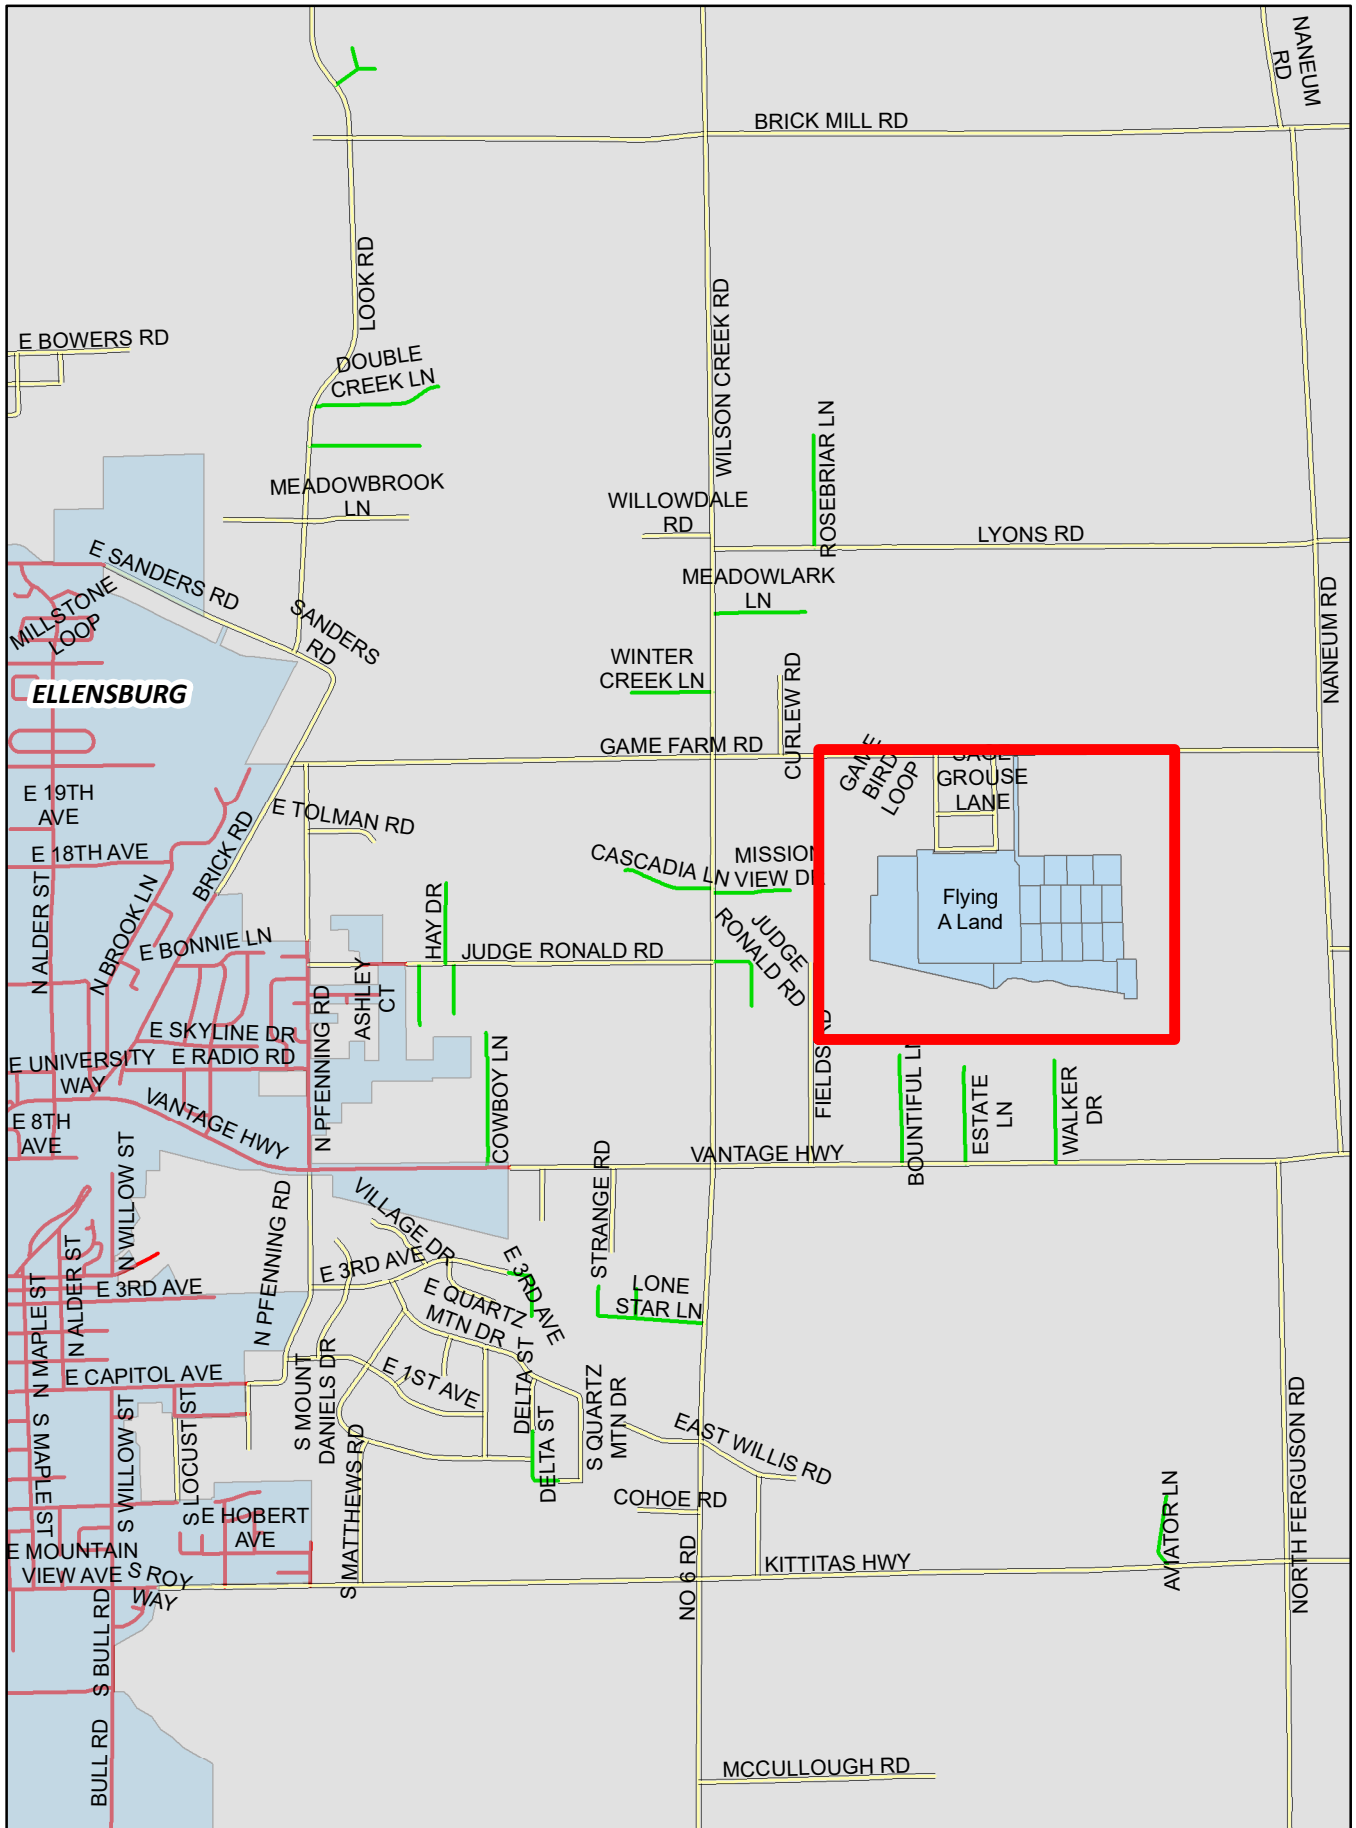 NANEUM
RD
BRICK MILL RD
LOOK RD
WILSON CREEK RD
E BOWERS RD
DOUBLE
CREEK LN
ROSEBRIAR LN
MEADOWBROOK
LN
WILLOWDALE
RD
LYONS RD
E SANDERS RD
MEADOWLARK
LN
MILLSTONE
LOOP
SANDERS
RD
NANEUM RD
WINTER
CREEK LN
CURLEW RD
ELLENSBURG
GAME FARM RD
GAME
BIRD
LOOP
SAGE
GROUSE
LANE
E 19TH
AVE
E TOLMAN RD
BRICK RD
E 18TH AVE
CASCADIA LN
MISSION
VIEW DR
N ALDER ST
N BROOK LN
HAY DR
Flying
A Land
E BONNIE LN
JUDGE RONALD RD
JUDGE
RONALD RD
ASHLEY
CT
N PFENNING RD
E SKYLINE DR
E RADIO RD
E UNIVERSITY
WAY
COWBOY LN
FIELDS RD
BOUNTIFUL LN
ESTATE
LN
WALKER
DR
VANTAGE HWY
E 8TH
AVE
VANTAGE HWY
N WILLOW ST
N PFENNING RD
VILLAGE DR
STRANGE RD
E 3RD AVE
E 3RD AVE
E 3RD AVE
N ALDER ST
N MAPLE ST
E QUARTZ
MTN DR
LONE
STAR LN
E CAPITOL AVE
S MOUNT
DANIELS DR
E 1ST AVE
DELTA ST
S QUARTZ
MTN DR
NORTH FERGUSON RD
S MAPLE ST
S WILLOW ST
S LOCUST ST
S MATTHEWS RD
DELTA ST
EAST WILLIS RD
COHOE RD
AVIATOR LN
E HOBERT
AVE
E MOUNTAIN
VIEW AVE
S ROY
WAY
NO 6 RD
KITTITAS HWY
S BULL RD
BULL RD
MCCULLOUGH RD